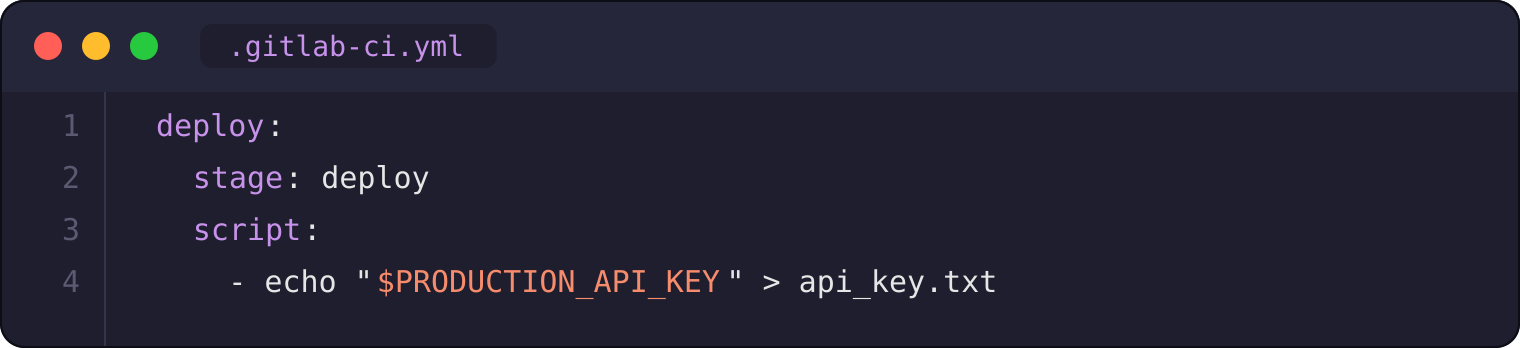 .gitlab-ci.yml
1 deploy:
2   stage: deploy
3   script:
4     - echo "$PRODUCTION_API_KEY" > api_key.txt